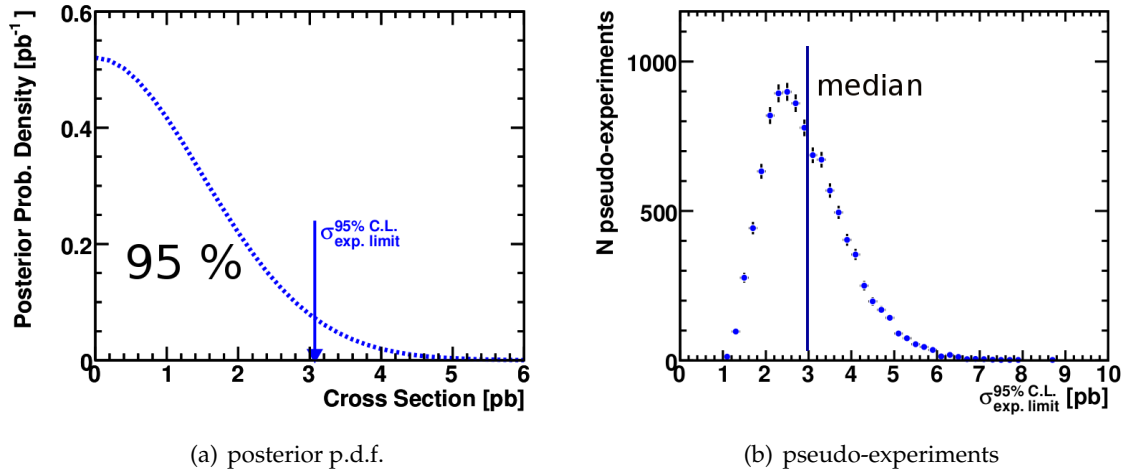 Posterior Prob. Density [pb⁻¹]
0.6
0.4
0.2
0
95 %
σ^{95% C.L.}_{exp. limit}
0 1 2 3 4 5 6
Cross Section [pb]
(a) posterior p.d.f.
N pseudo-experiments
1000
500
0
median
0 1 2 3 4 5 6 7 8 9 10
σ^{95% C.L.}_{exp. limit} [pb]
(b) pseudo-experiments